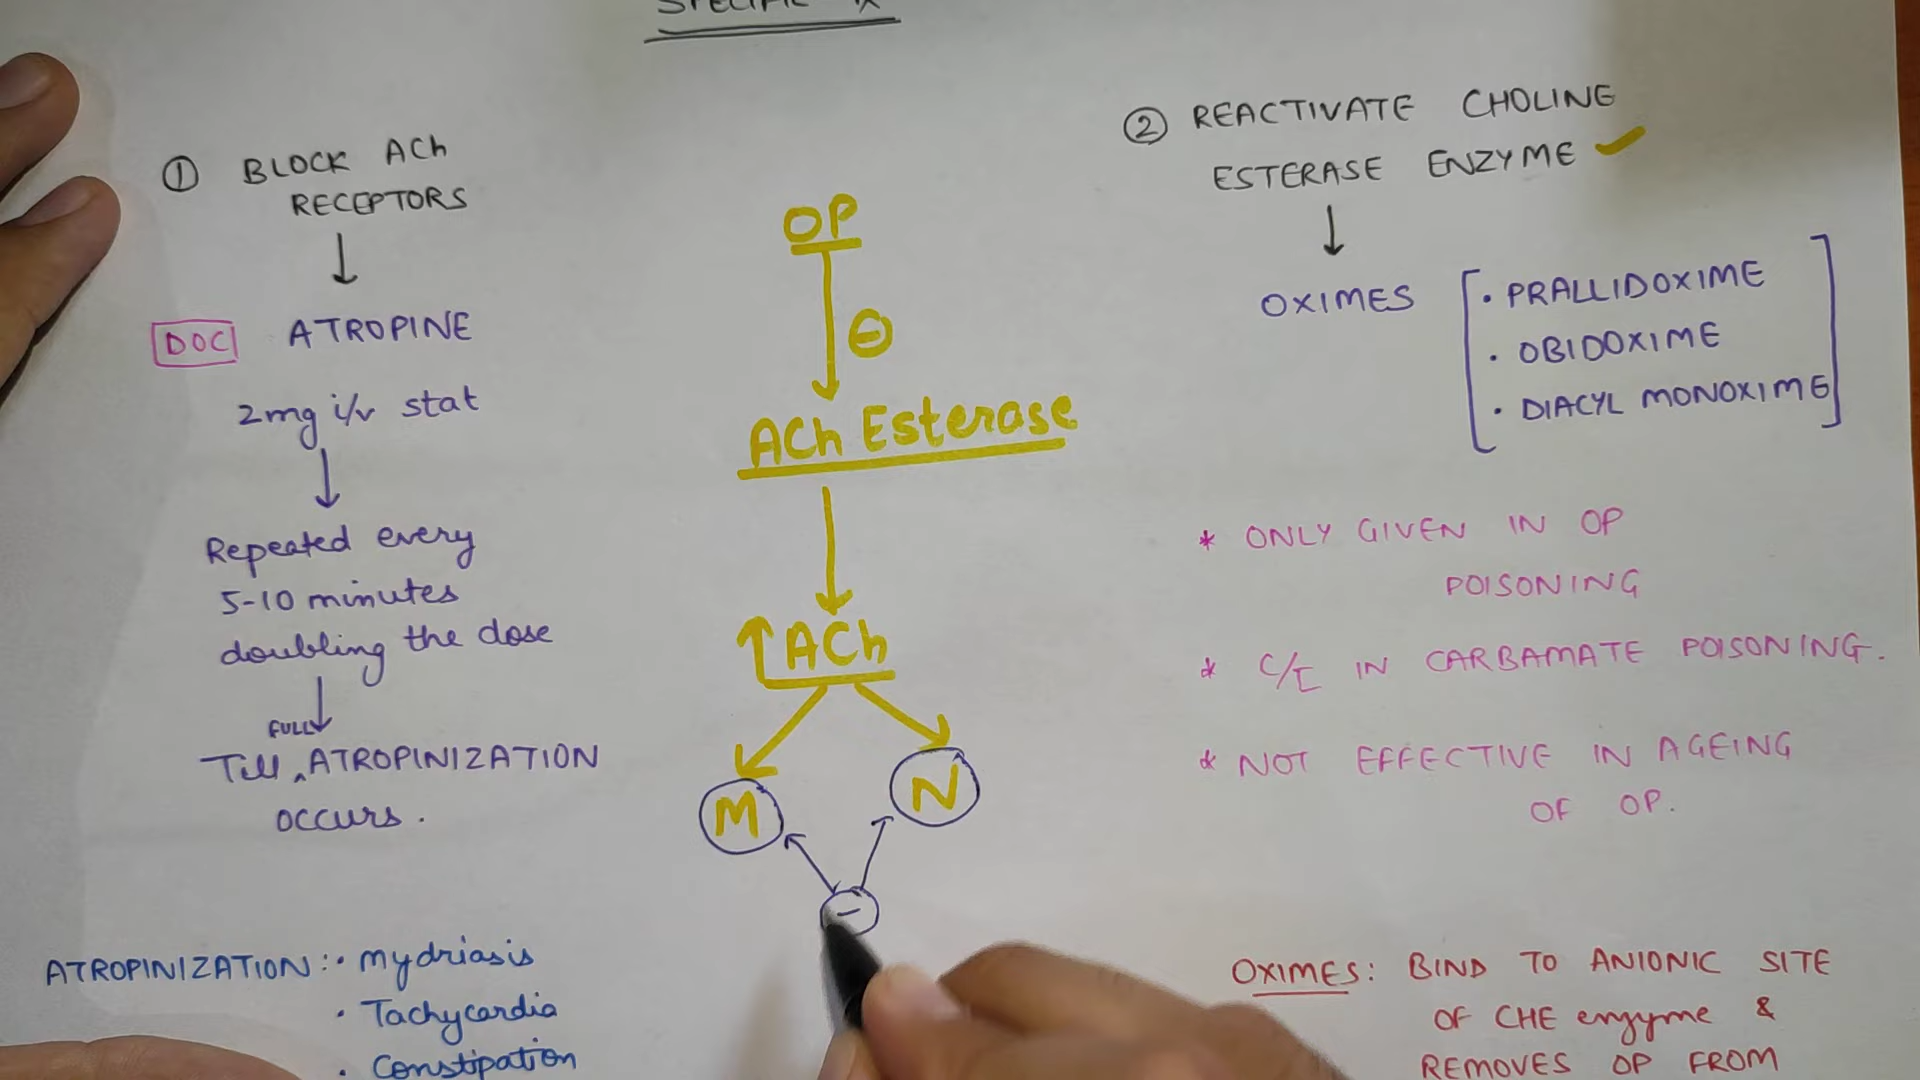 SPECIFIC Rx
① BLOCK ACh
RECEPTORS
↓
DOC ATROPINE
2mg i/v stat
↓
Repeated every
5-10 minutes
doubling the dose
↓
FULL
Till ^ ATROPINIZATION
occurs.
ATROPINIZATION: • Mydriasis
• Tachycardia
• Constipation
OP
↓ ⊖
ACh Esterase
↓
↑ACh
M N
−
② REACTIVATE CHOLINE
ESTERASE ENZYME
↓
OXIMES [ • PRALLIDOXIME
• OBIDOXIME
• DIACYL MONOXIME ]
* ONLY GIVEN IN OP
POISONING
* C/I IN CARBAMATE POISONING.
* NOT EFFECTIVE IN AGEING
OF OP.
OXIMES: BIND TO ANIONIC SITE
OF CHE enzyme &
REMOVES OP FROM